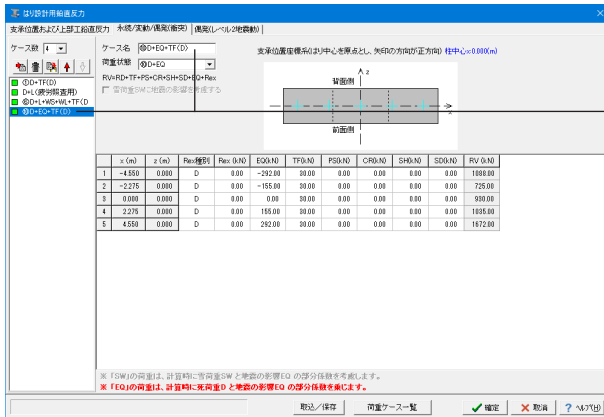 はり設計用鉛直反力
支承位置および上部工鉛直反力 永続/変動/偶発(衝突) 偶発(レベル2地震動)
ケース数 4
ケース名 ⑩D+EQ+TF(D)
荷重状態 ⑩D+EQ
RV=RD+TF+PS+CR+SH+SD+EQ+Rex
雪荷重SWに地震の影響を考慮する
支承位置座標系(はり中心を原点とし、矢印の方向が正方向) 柱中心x:0.000(m)
①D+TF(D)
D+L(疲労照査用)
⑥D+L+WS+WL+TF(D
⑩D+EQ+TF(D)
z
背面側
x
前面側
x (m) z (m) Rex種別 Rex (kN) EQ(kN) TF(kN) PS(kN) CR(kN) SH(kN) SD(kN) RV (kN)
1 -4.550 0.000 D 0.00 -292.00 30.00 0.00 0.00 0.00 0.00 1088.00
2 -2.275 0.000 D 0.00 -155.00 30.00 0.00 0.00 0.00 0.00 725.00
3 0.000 0.000 D 0.00 0.00 30.00 0.00 0.00 0.00 0.00 930.00
4 2.275 0.000 D 0.00 155.00 30.00 0.00 0.00 0.00 0.00 1035.00
5 4.550 0.000 D 0.00 292.00 30.00 0.00 0.00 0.00 0.00 1672.00
※「SW」の荷重は、計算時に雪荷重SW と地震の影響EQ の部分係数を考慮します。
※「EQ」の荷重は、計算時に死荷重D と地震の影響EQ の部分係数を乗じます。
取込/保存 荷重ケース一覧 確定 取消 ? ヘルプ(H)